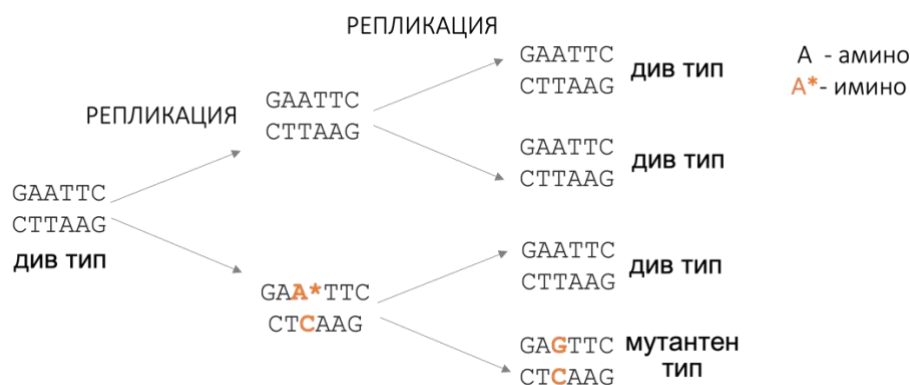 РЕПЛИКАЦИЯ
GAATTC
CTTAAG
див тип
А - амино
А*- имино
РЕПЛИКАЦИЯ
GAATTC
CTTAAG
GAATTC
CTTAAG
див тип
GAATTC
CTTAAG
див тип
GAATTC
CTTAAG
див тип
GAA*TTC
CTCAAG
GAGTTC
CTCAAG
мутантен
тип